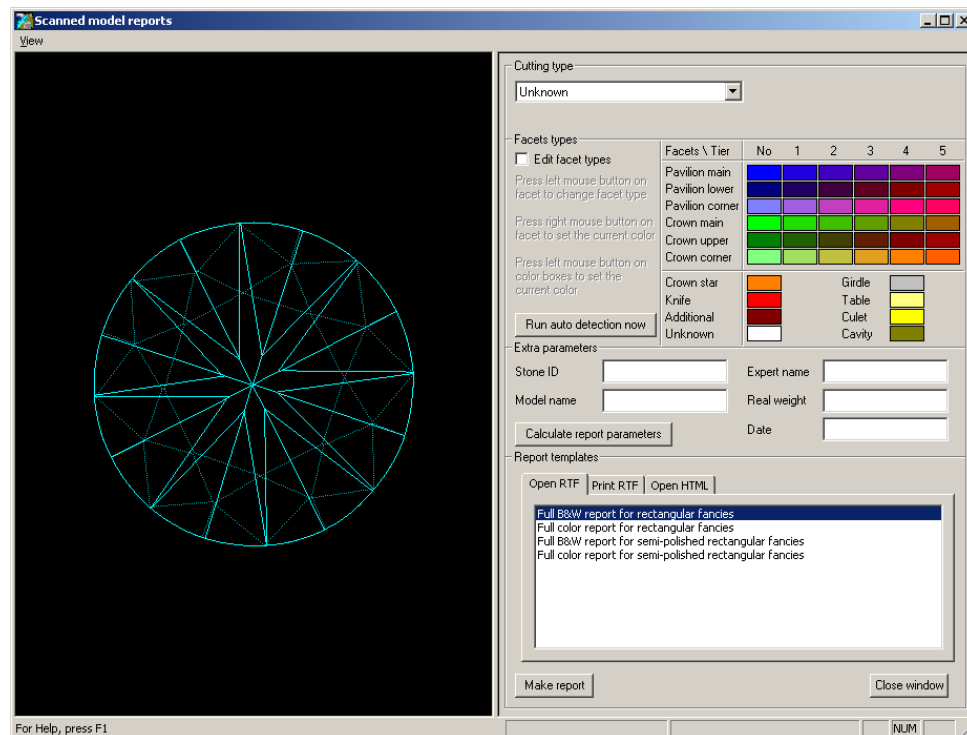 Scanned model reports
View
Cutting type
Unknown
Facets types
Edit facet types
Press left mouse button on
facet to change facet type
Press right mouse button on
facet to set the current color
Press left mouse button on
color boxes to set the
current color
Run auto detection now
Facets \ Tier No 1 2 3 4 5
Pavilion main
Pavilion lower
Pavilion corner
Crown main
Crown upper
Crown corner
Crown star Girdle
Knife Table
Additional Culet
Unknown Cavity
Extra parameters
Stone ID Expert name
Model name Real weight
Calculate report parameters Date
Report templates
Open RTF Print RTF Open HTML
Full B&W report for rectangular fancies
Full color report for rectangular fancies
Full B&W report for semi-polished rectangular fancies
Full color report for semi-polished rectangular fancies
Make report Close window
For Help, press F1 NUM